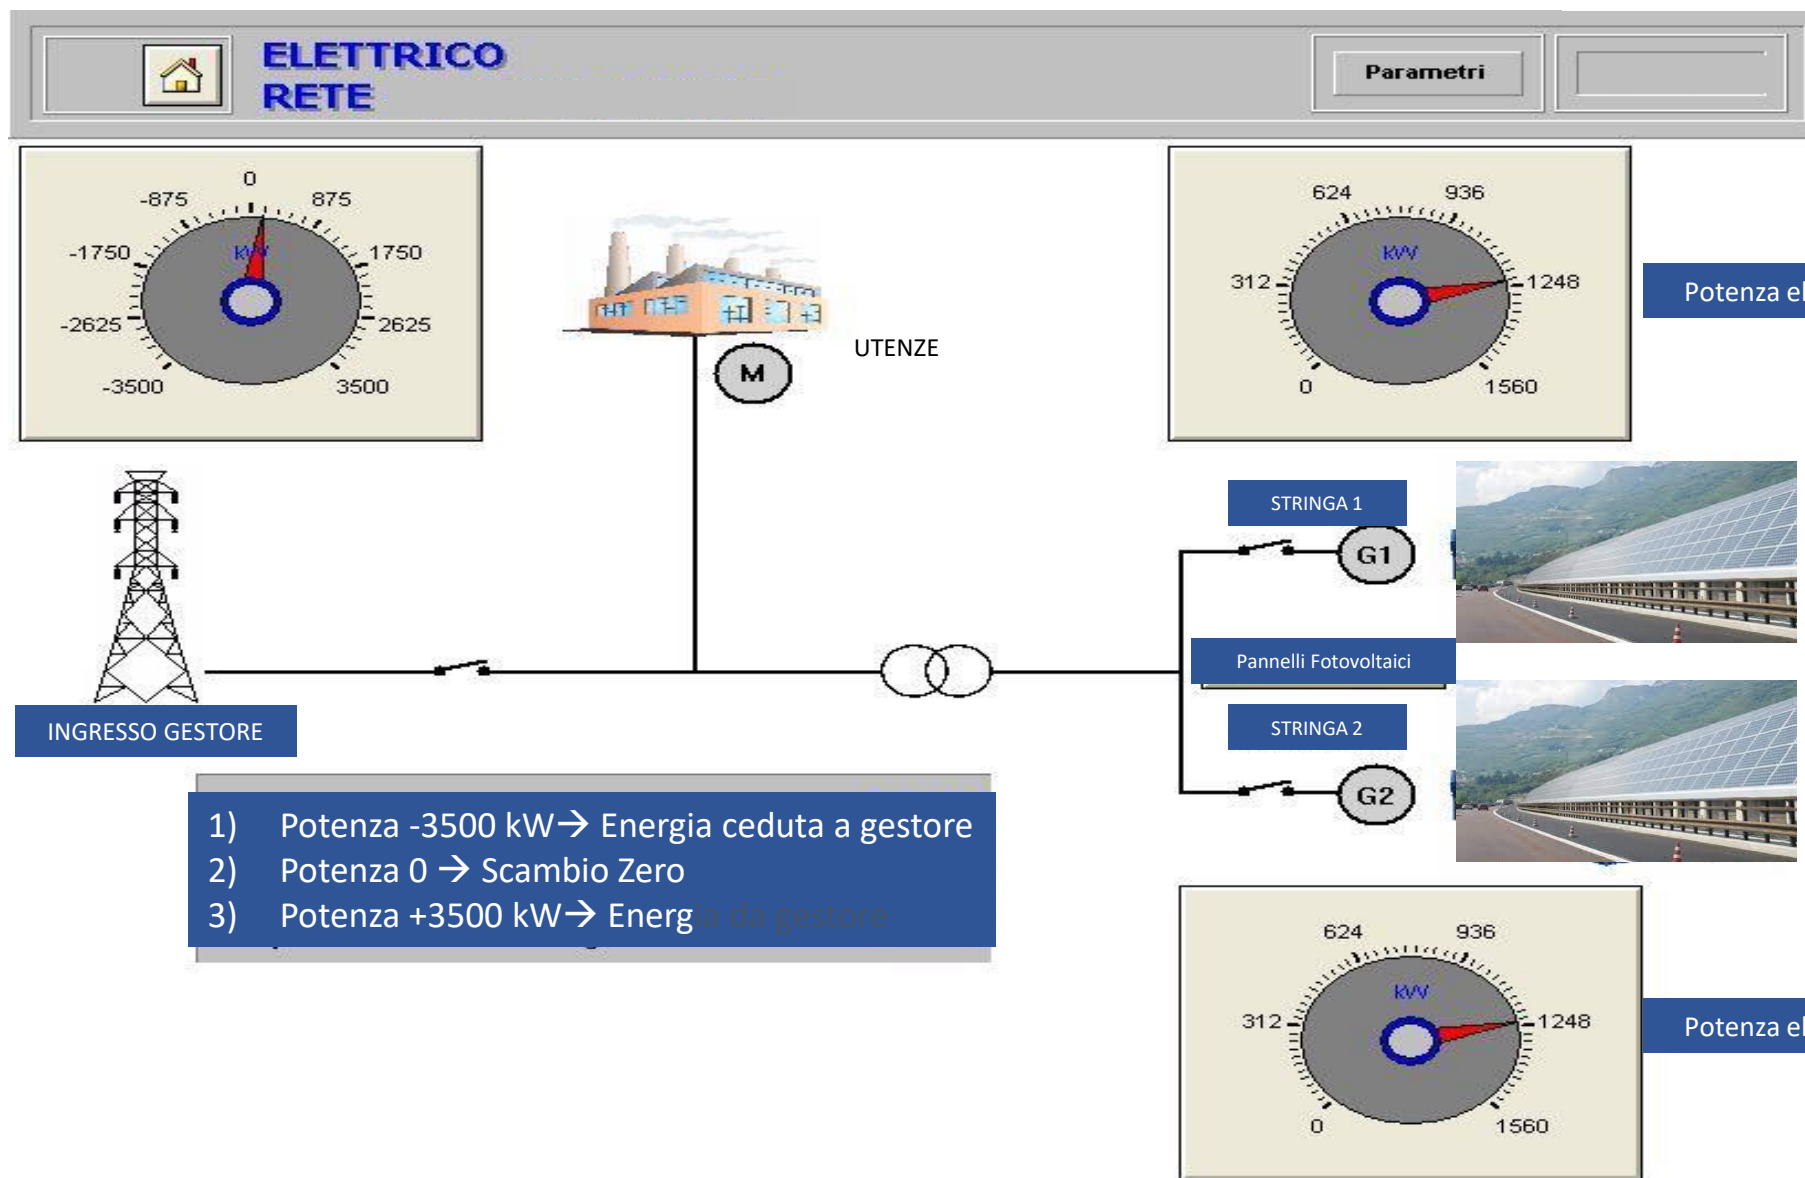 ELETTRICO
RETE
Parametri
0
-875 875
-1750 kW 1750
-2625 2625
-3500 3500
UTENZE
M
624 936
kW
312 1248
0 1560
Potenza el
STRINGA 1
G1
Pannelli Fotovoltaici
STRINGA 2
G2
INGRESSO GESTORE
1) Potenza -3500 kW→ Energia ceduta a gestore
2) Potenza 0 → Scambio Zero
3) Potenza +3500 kW→ Energia da gestore
624 936
kW
312 1248
0 1560
Potenza el